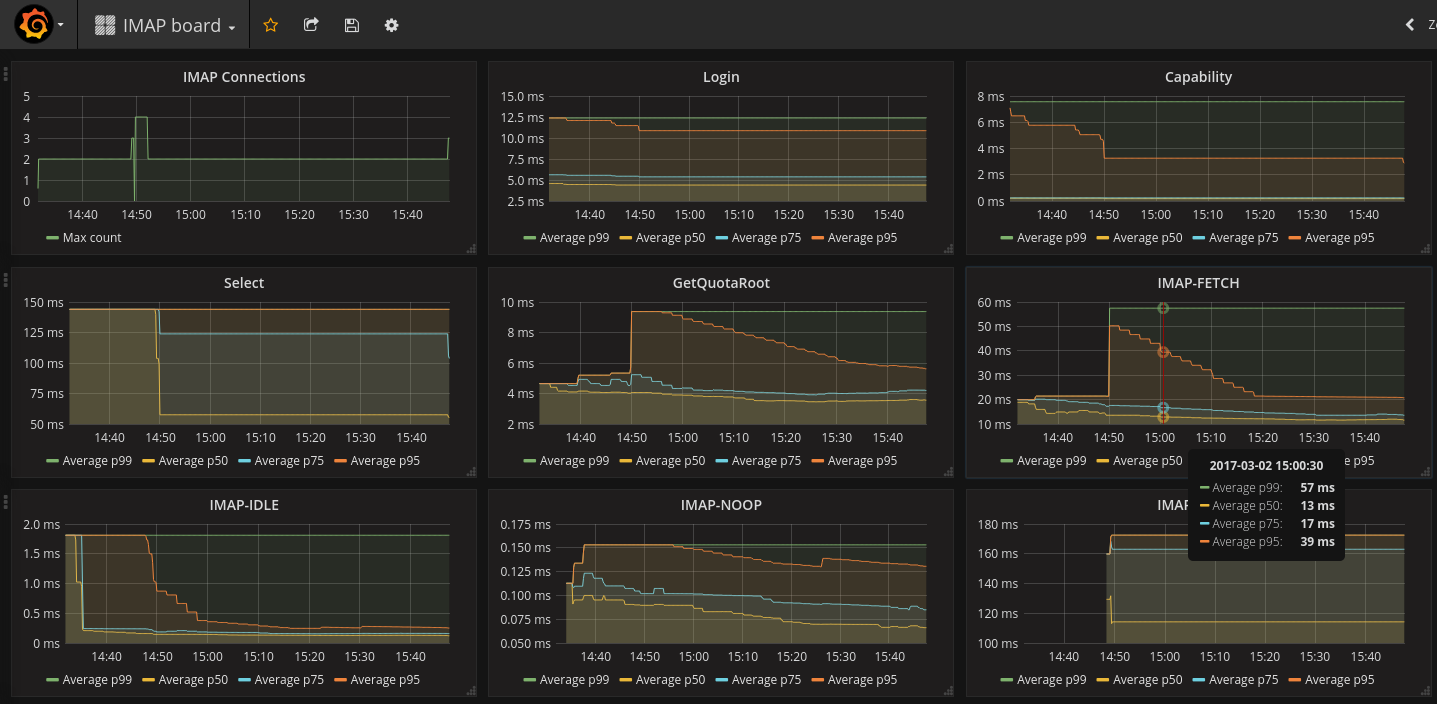 IMAP board
IMAP Connections
5
4
3
2
1
0
14:40 14:50 15:00 15:10 15:20 15:30 15:40
Max count
Login
15.0 ms
12.5 ms
10.0 ms
7.5 ms
5.0 ms
2.5 ms
14:40 14:50 15:00 15:10 15:20 15:30 15:40
Average p99 Average p50 Average p75 Average p95
Capability
8 ms
6 ms
4 ms
2 ms
0 ms
14:40 14:50 15:00 15:10 15:20 15:30 15:40
Average p99 Average p50 Average p75 Average p95
Select
150 ms
125 ms
100 ms
75 ms
50 ms
14:40 14:50 15:00 15:10 15:20 15:30 15:40
Average p99 Average p50 Average p75 Average p95
GetQuotaRoot
10 ms
8 ms
6 ms
4 ms
2 ms
14:40 14:50 15:00 15:10 15:20 15:30 15:40
Average p99 Average p50 Average p75 Average p95
IMAP-FETCH
60 ms
50 ms
40 ms
30 ms
20 ms
10 ms
14:40 14:50 15:00 15:10 15:20 15:30 15:40
Average p99 Average p50 e p95
2017-03-02 15:00:30
Average p99: 57 ms
Average p50: 13 ms
Average p75: 17 ms
Average p95: 39 ms
IMAP-IDLE
2.0 ms
1.5 ms
1.0 ms
0.5 ms
0 ms
14:40 14:50 15:00 15:10 15:20 15:30 15:40
Average p99 Average p50 Average p75 Average p95
IMAP-NOOP
0.175 ms
0.150 ms
0.125 ms
0.100 ms
0.075 ms
0.050 ms
14:40 14:50 15:00 15:10 15:20 15:30 15:40
Average p99 Average p50 Average p75 Average p95
IMAP
180 ms
160 ms
140 ms
120 ms
100 ms
14:40 14:50 15:00 15:10 15:20 15:30 15:40
Average p99 Average p50 Average p75 Average p95